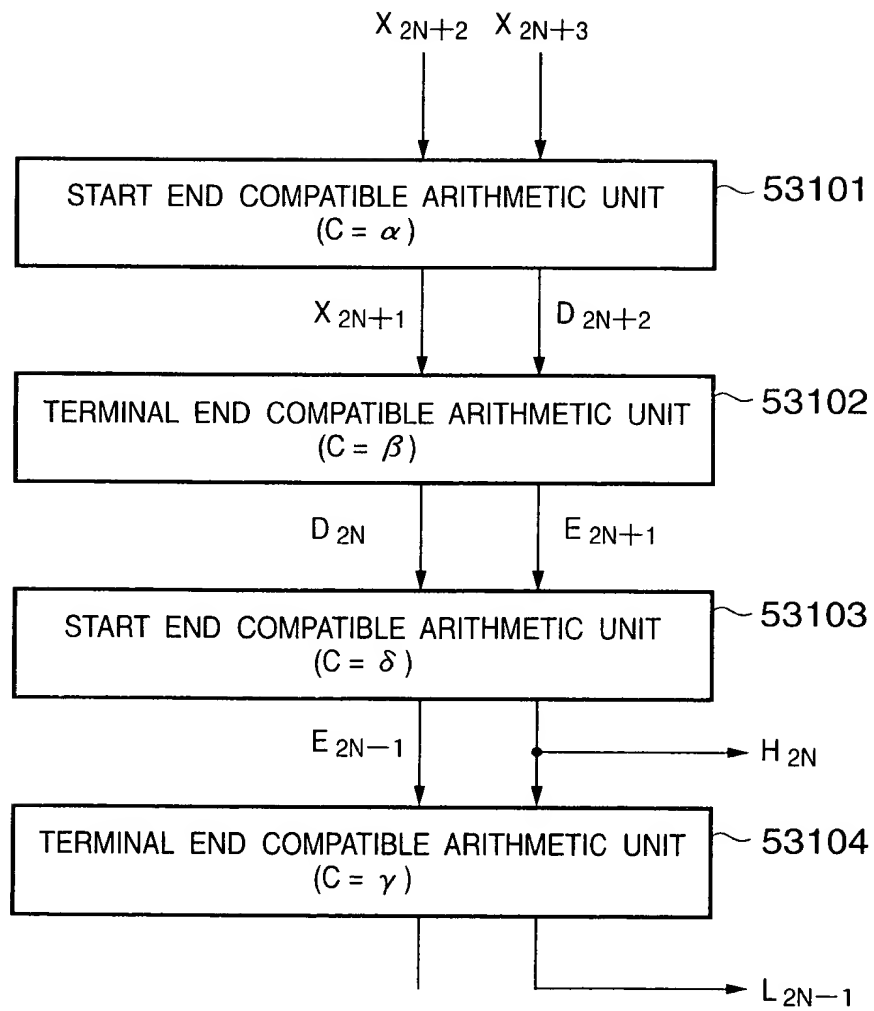 X 2N+2 X 2N+3
START END COMPATIBLE ARITHMETIC UNIT
(C = α)
53101
X 2N+1 D 2N+2
TERMINAL END COMPATIBLE ARITHMETIC UNIT
(C = β)
53102
D 2N E 2N+1
START END COMPATIBLE ARITHMETIC UNIT
(C = δ)
53103
E 2N−1
H 2N
TERMINAL END COMPATIBLE ARITHMETIC UNIT
(C = γ)
53104
L 2N−1